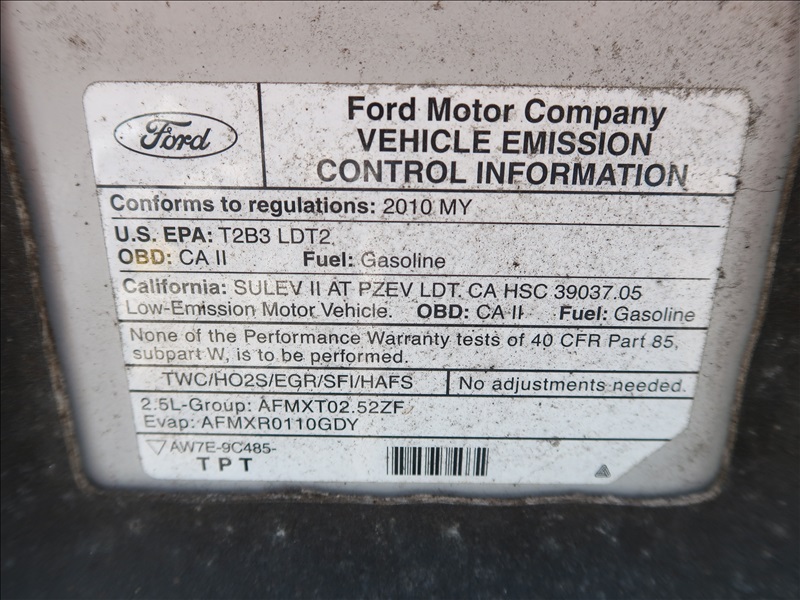 Ford
Ford Motor Company
VEHICLE EMISSION
CONTROL INFORMATION
Conforms to regulations: 2010 MY
U.S. EPA: T2B3 LDT2
OBD: CA II Fuel: Gasoline
California: SULEV II AT PZEV LDT. CA HSC 39037.05
Low-Emission Motor Vehicle. OBD: CA II Fuel: Gasoline
None of the Performance Warranty tests of 40 CFR Part 85,
subpart W, is to be performed.
TWC/HO2S/EGR/SFI/HAFS
No adjustments needed.
2.5L-Group: AFMXT02.52ZF
Evap: AFMXR0110GDY
AW7E-9C485-
TPT